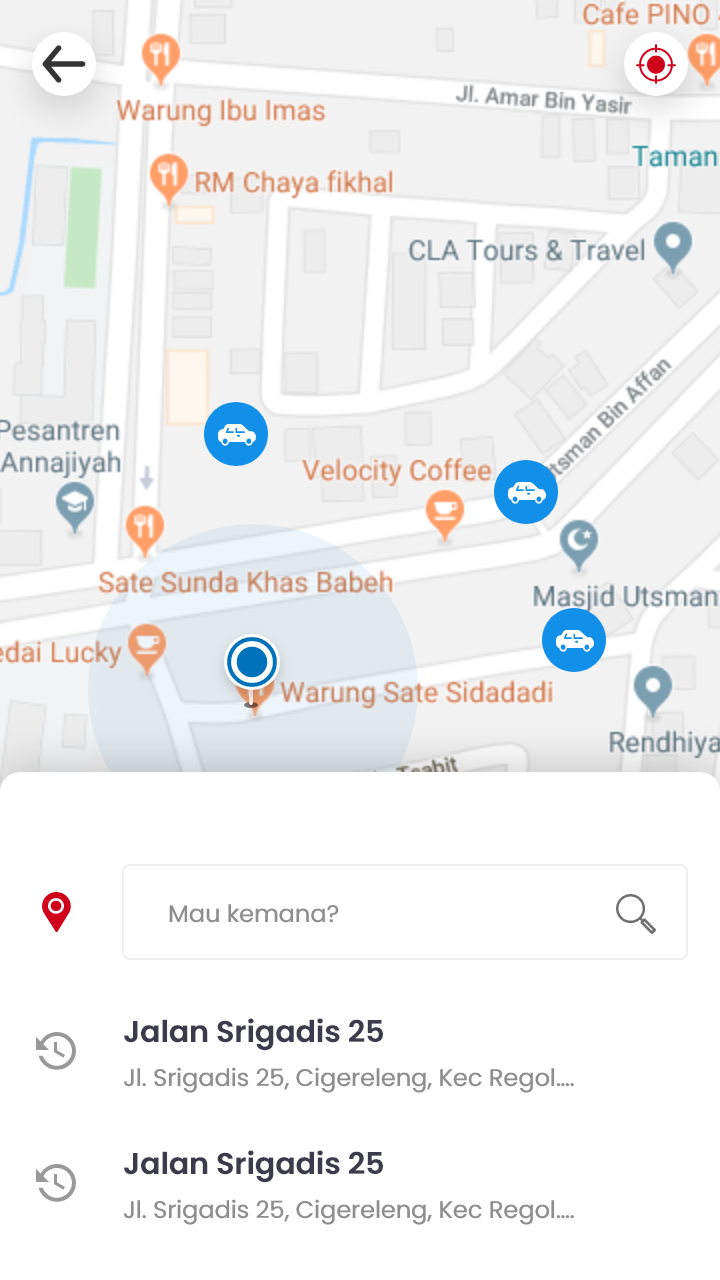 Cafe PINO
Jl. Amar Bin Yasir
Warung Ibu Imas
Taman
RM Chaya fikhal
CLA Tours & Travel
Utsman Bin Affan
Pesantren
Annajiyah
Velocity Coffee
Sate Sunda Khas Babeh
Masjid Utsman
edai Lucky
Warung Sate Sidadadi
Rendhiya
Tsabit
Mau kemana?
Jalan Srigadis 25
Jl. Srigadis 25, Cigereleng, Kec Regol....
Jalan Srigadis 25
Jl. Srigadis 25, Cigereleng, Kec Regol....